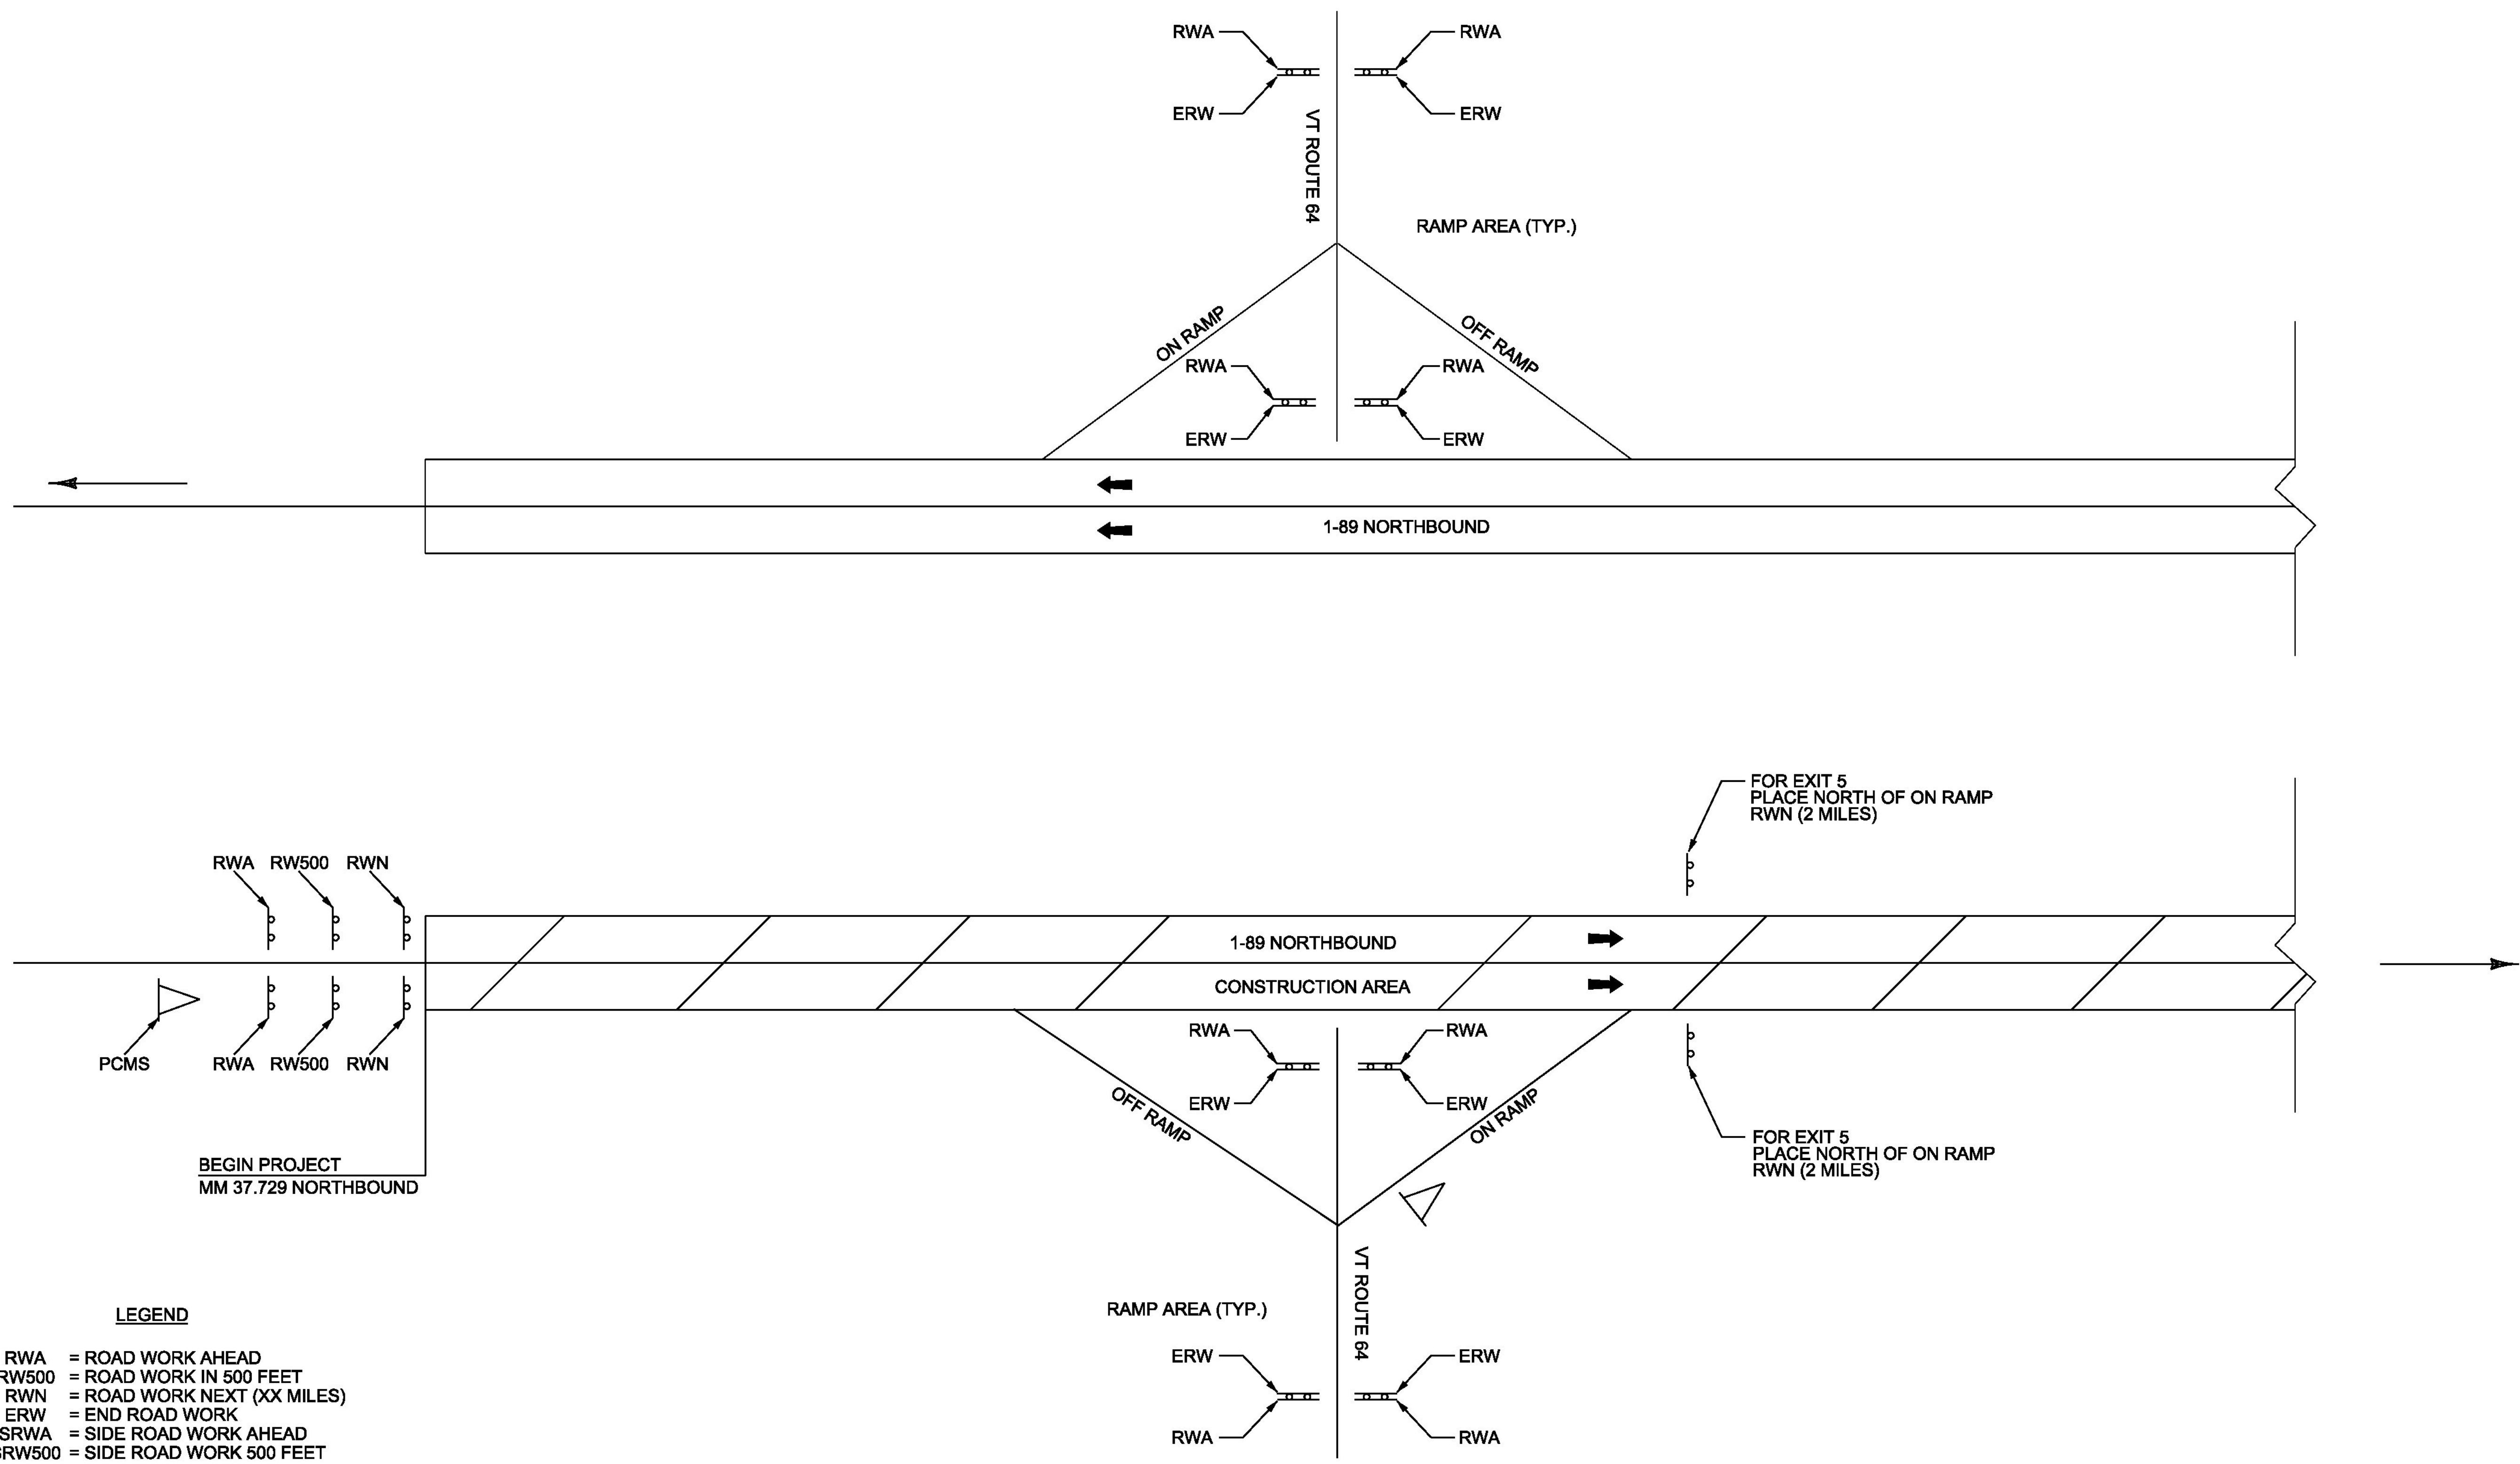 RWA
RWA
ERW
ERW
VT ROUTE 64
RAMP AREA (TYP.)
ON RAMP
OFF RAMP
RWA
RWA
ERW
ERW
1-89 NORTHBOUND
FOR EXIT 5
PLACE NORTH OF ON RAMP
RWN (2 MILES)
RWA RW500 RWN
1-89 NORTHBOUND
CONSTRUCTION AREA
RWA
RWA
PCMS RWA RW500 RWN
ERW
ERW
OFF RAMP
ON RAMP
FOR EXIT 5
PLACE NORTH OF ON RAMP
RWN (2 MILES)
BEGIN PROJECT
MM 37.729 NORTHBOUND
VT ROUTE 64
RAMP AREA (TYP.)
ERW
ERW
RWA
RWA
LEGEND
RWA = ROAD WORK AHEAD
RW500 = ROAD WORK IN 500 FEET
RWN = ROAD WORK NEXT (XX MILES)
ERW = END ROAD WORK
SRWA = SIDE ROAD WORK AHEAD
SRW500 = SIDE ROAD WORK 500 FEET